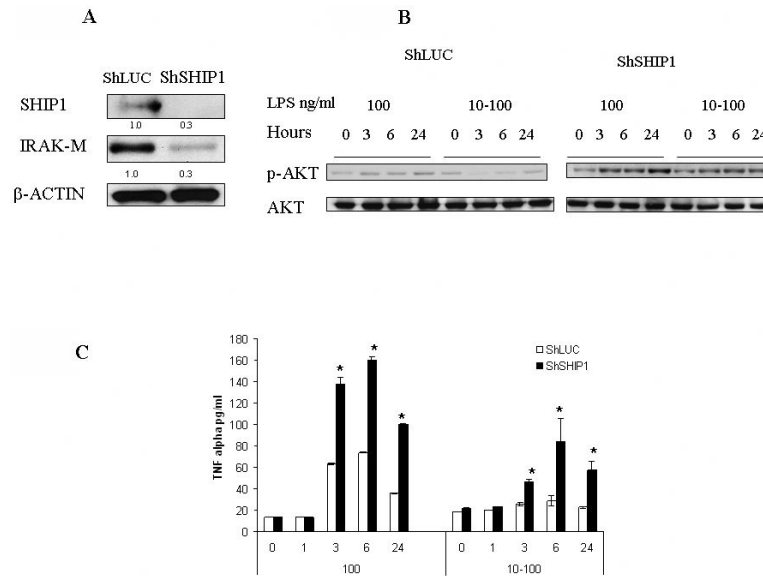 A
ShLUC ShSHIP1
SHIP1
1.0 0.3
IRAK-M
1.0 0.3
β-ACTIN
B
ShLUC ShSHIP1
LPS ng/ml 100 10-100 100 10-100
Hours 0 3 6 24 0 3 6 24 0 3 6 24 0 3 6 24
p-AKT
AKT
C
TNF alpha pg/ml
180
160
140
120
100
80
60
40
20
0
* * * * * *
ShLUC
ShSHIP1
0 1 3 6 24 0 1 3 6 24
100 10-100